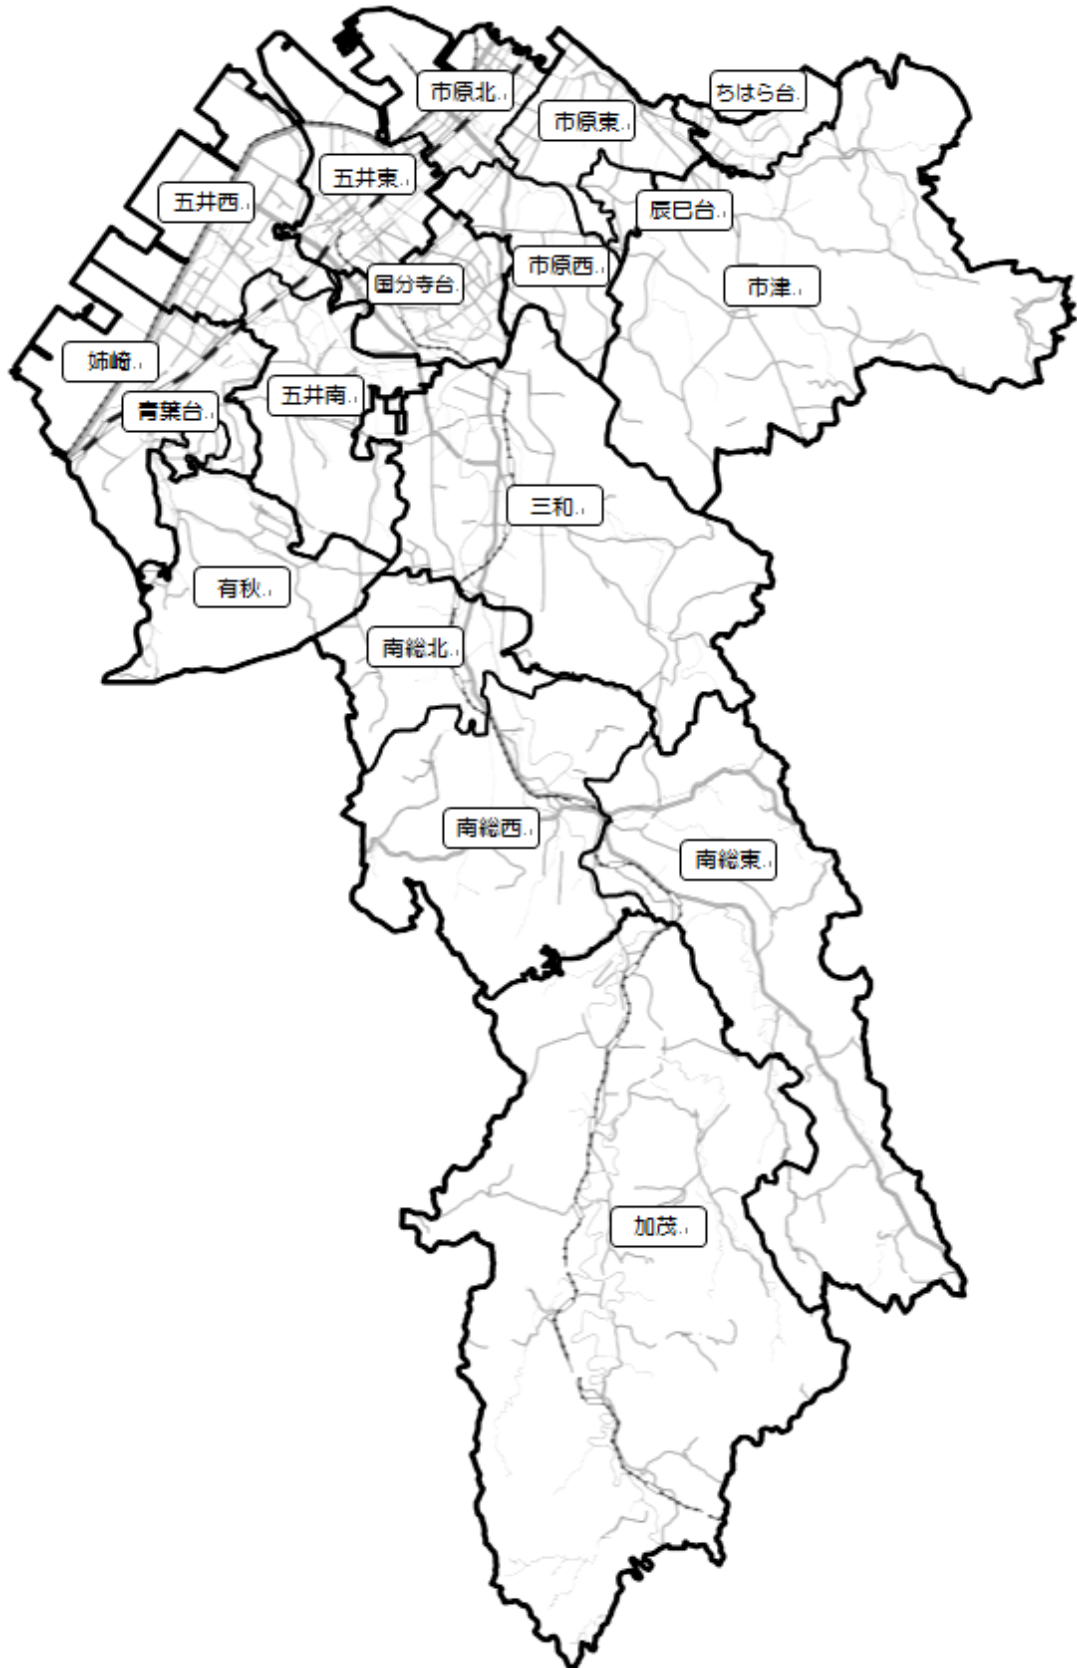 市原北
ちはら台
市原東
五井東
五井西
辰巳台
市原西
国分寺台
市津
姉崎
五井南
青葉台
三和
有秋
南総北
南総西
南総東
加茂